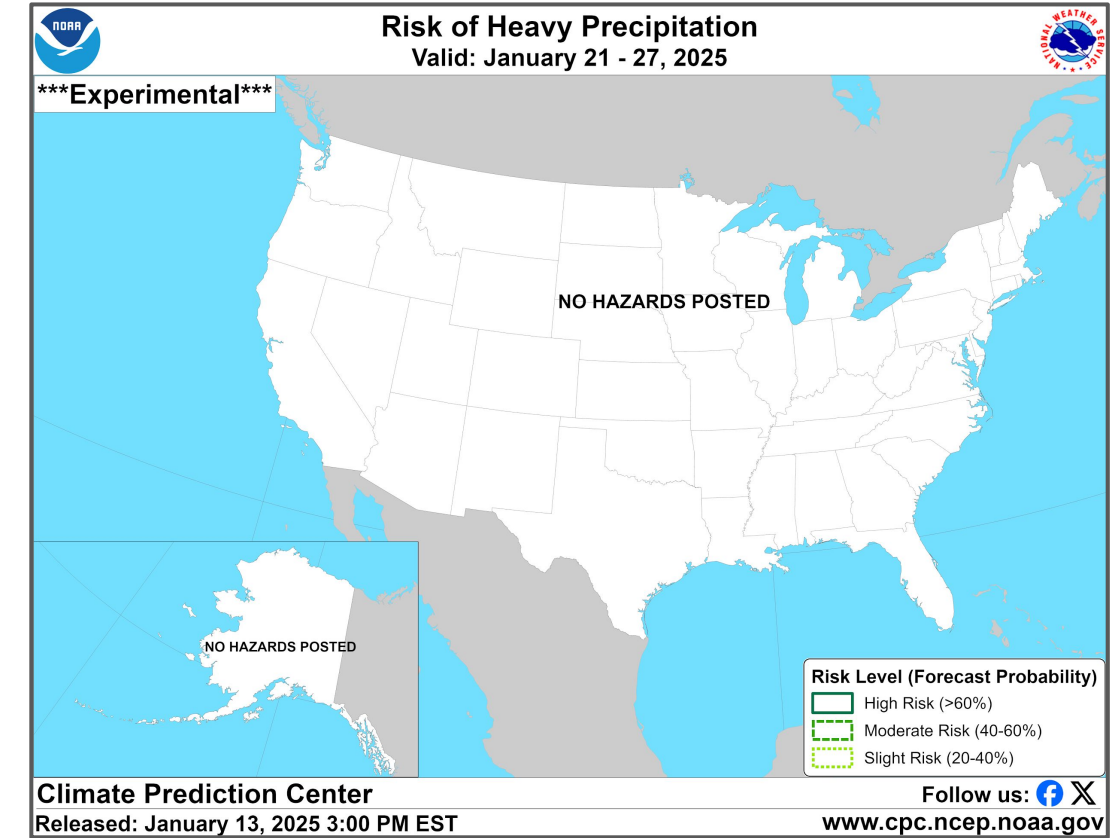 NOAA
Risk of Heavy Precipitation
Valid: January 21 - 27, 2025
NATIONAL WEATHER SERVICE
***Experimental***
NO HAZARDS POSTED
NO HAZARDS POSTED
Risk Level (Forecast Probability)
High Risk (>60%)
Moderate Risk (40-60%)
Slight Risk (20-40%)
Climate Prediction Center
Follow us:
Released: January 13, 2025 3:00 PM EST
www.cpc.ncep.noaa.gov